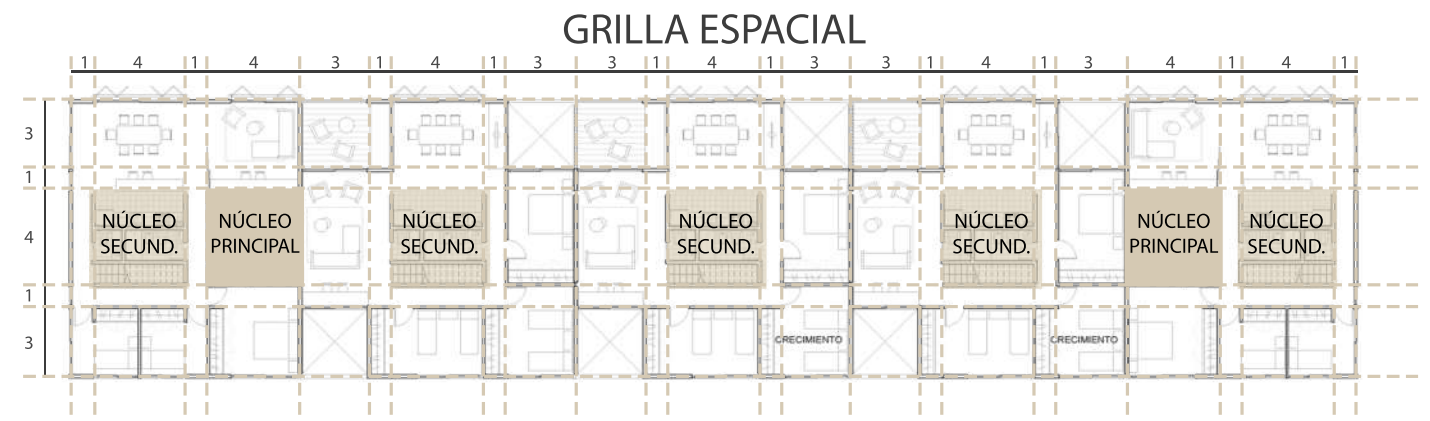 GRILLA ESPACIAL
1 4 1 4 3 1 4 1 3 3 1 4 1 3 3 1 4 1 3 4 1 4 1
3
1
4
1
3
NÚCLEO SECUND.
NÚCLEO PRINCIPAL
NÚCLEO SECUND.
NÚCLEO SECUND.
NÚCLEO SECUND.
NÚCLEO PRINCIPAL
NÚCLEO SECUND.
CRECIMIENTO
CRECIMIENTO